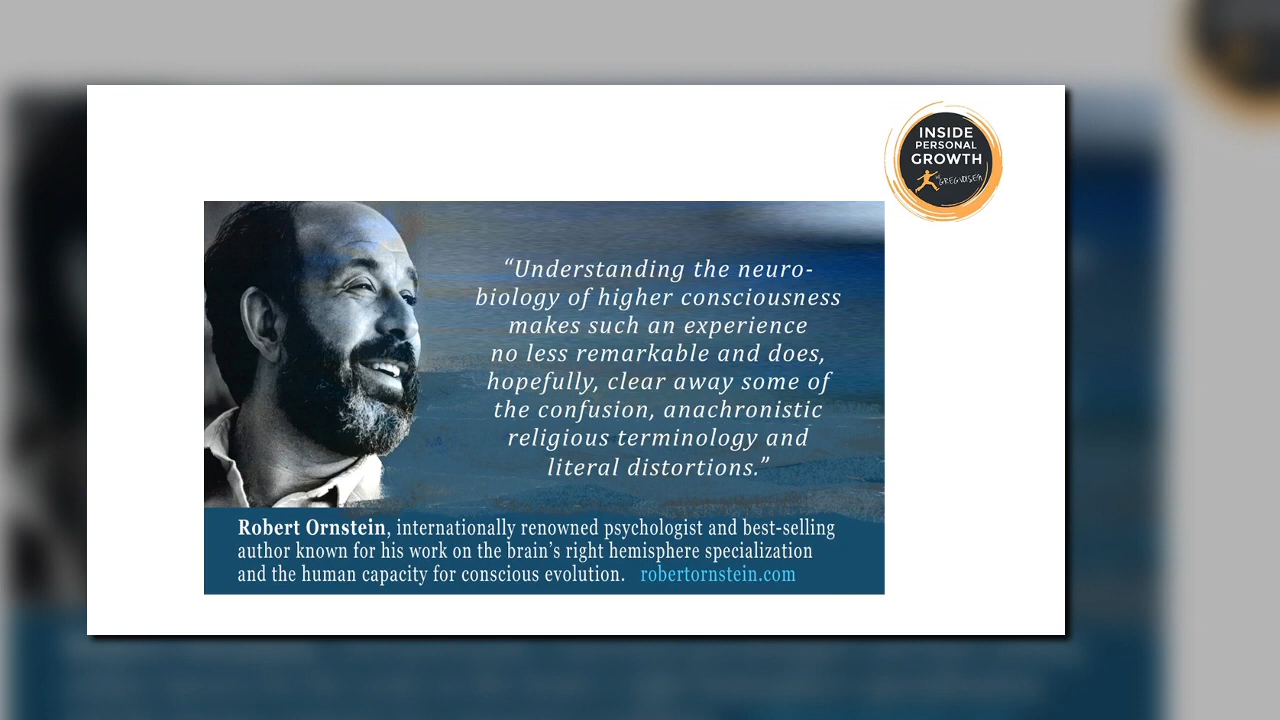 INSIDE
PERSONAL
GROWTH
“Understanding the neuro-
biology of higher consciousness
makes such an experience
no less remarkable and does,
hopefully, clear away some of
the confusion, anachronistic
religious terminology and
literal distortions.”
Robert Ornstein, internationally renowned psychologist and best-selling
author known for his work on the brain’s right hemisphere specialization
and the human capacity for conscious evolution. robertornstein.com